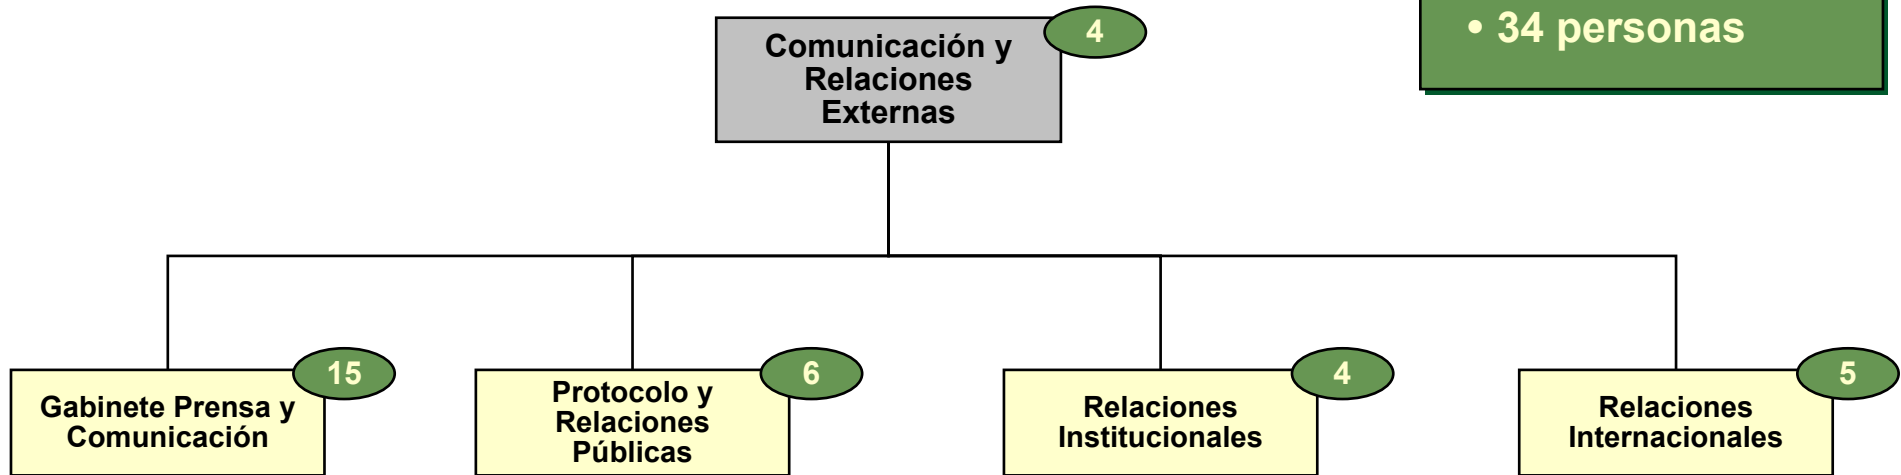 • 34 personas
4
Comunicación y
Relaciones
Externas
15
Gabinete Prensa y
Comunicación
6
Protocolo y
Relaciones
Públicas
4
Relaciones
Institucionales
5
Relaciones
Internacionales